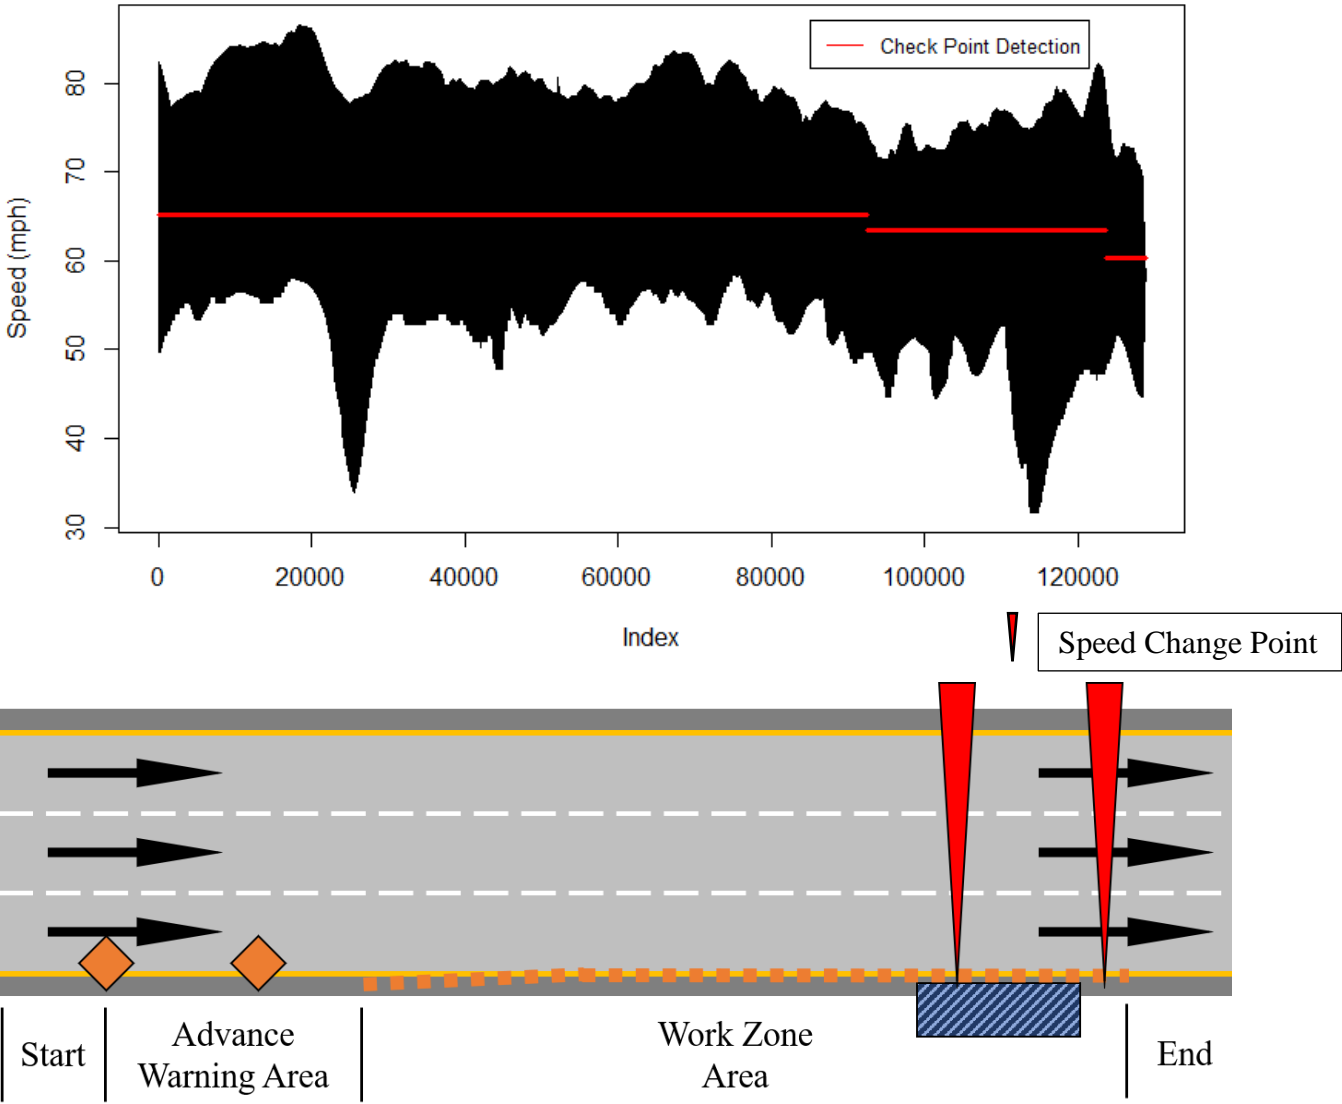 Check Point Detection
80
70
60
50
40
30
Speed (mph)
0 20000 40000 60000 80000 100000 120000
Index
Speed Change Point
Start
Advance
Warning Area
Work Zone
Area
End